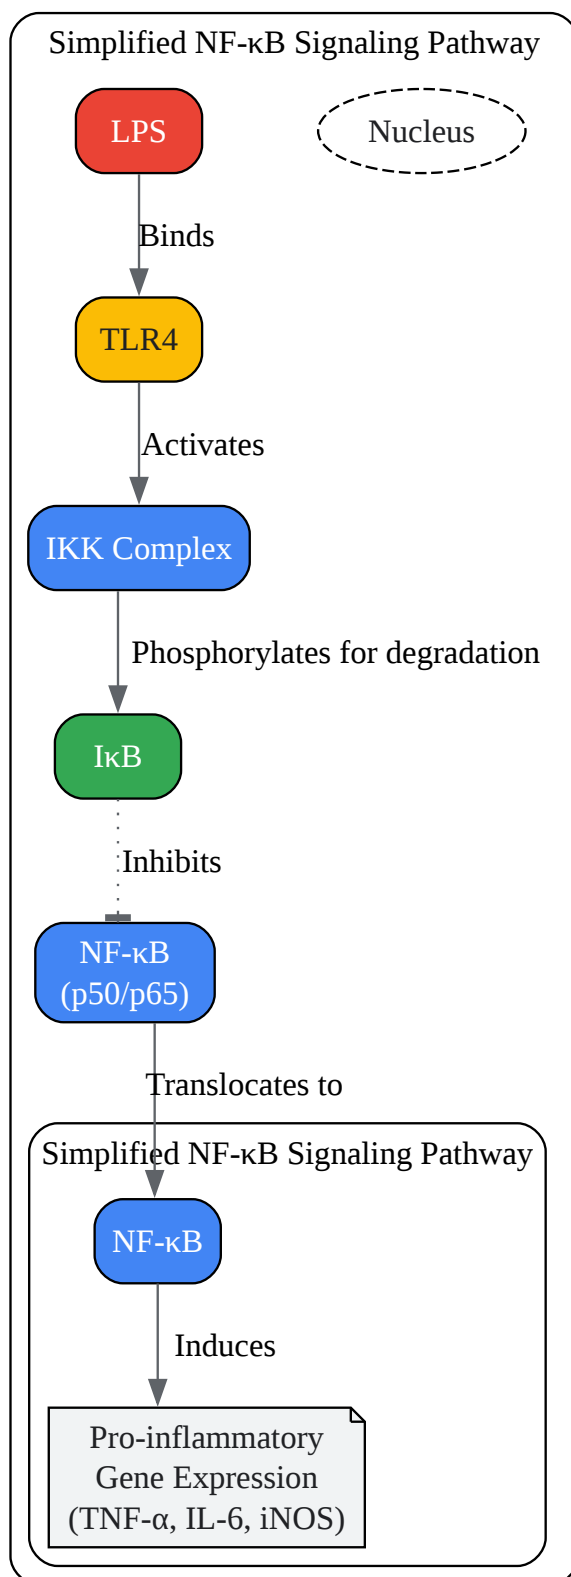 Simplified NF-κB Signaling Pathway
LPS
Nucleus
Binds
TLR4
Activates
IKK Complex
Phosphorylates for degradation
IκB
Inhibits
NF-κB
(p50/p65)
Translocates to
Simplified NF-κB Signaling Pathway
NF-κB
Induces
Pro-inflammatory
Gene Expression
(TNF-α, IL-6, iNOS)